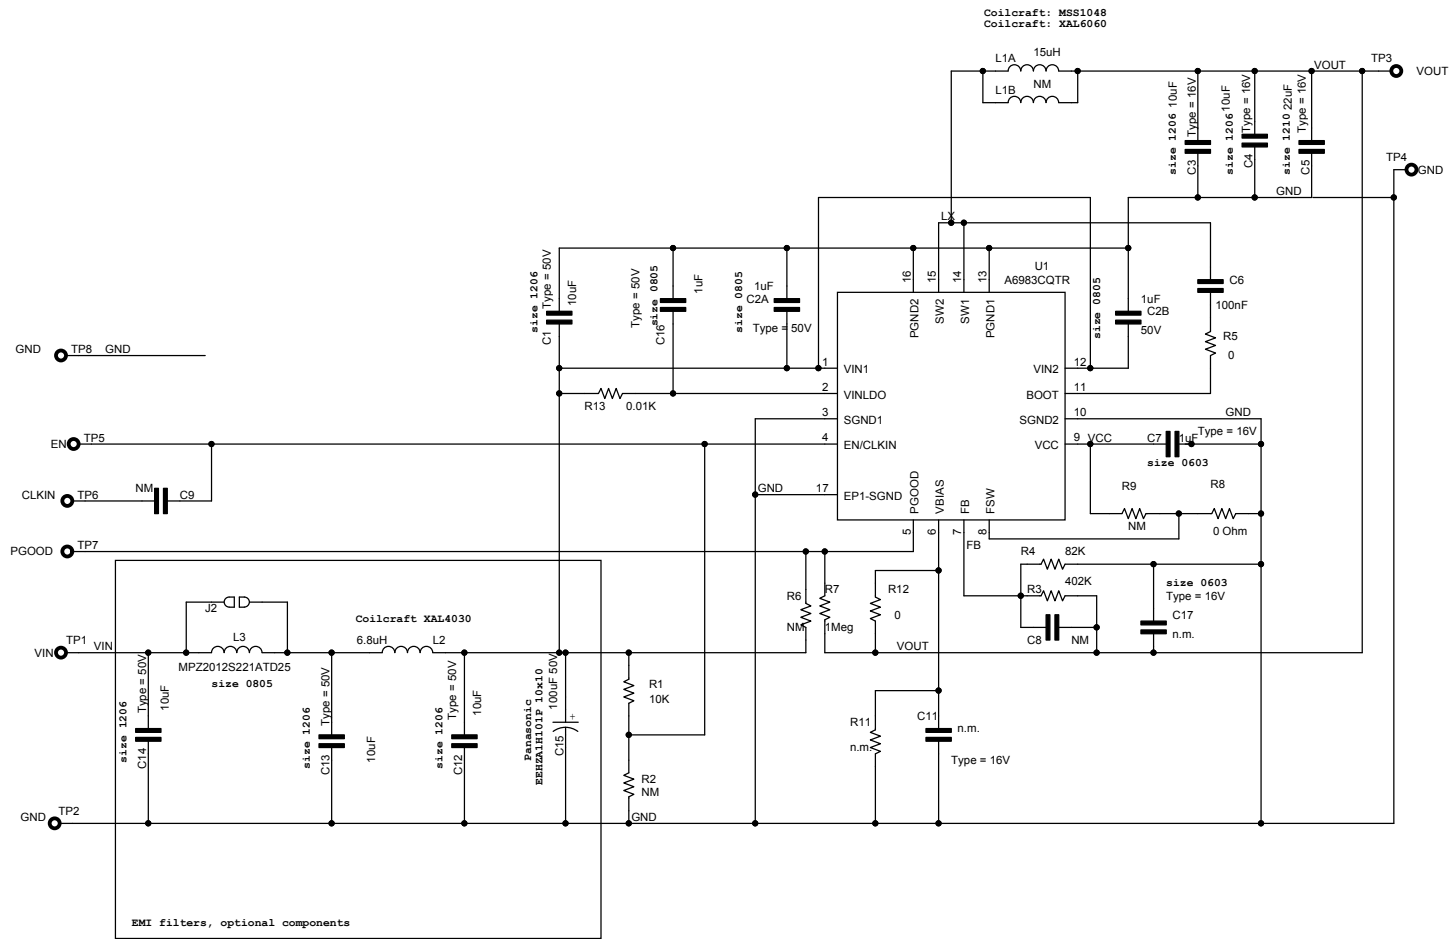 Coilcraft: MSS1048
Coilcraft: XAL6060
L1A
15uH
NM
L1B
VOUT
TP3
VOUT
size 1206
10uF
Type = 16V
C3
size 1206
10uF
Type = 16V
C4
size 1210
22uF
Type = 16V
C5
GND
TP4
GND
LX
size 1206
Type = 50V
10uF
C1
Type = 50V
size 0805
1uF
C16
size 0805
1uF
C2A
Type = 50V
16
15
14
13
U1
A6983CQTR
PGND2
SW2
SW1
PGND1
size 0805
1uF
C2B
50V
C6
100nF
R5
0
GND
TP8
GND
1
VIN1
VIN2
12
2
VINLDO
BOOT
11
R13
0.01K
3
SGND1
SGND2
10
GND
EN
TP5
4
EN/CLKIN
VCC
9
VCC
C7
1uF
Type = 16V
size 0603
CLKIN
TP6
NM
C9
GND
17
EP1-SGND
PGOOD
VBIAS
FB
FSW
R9
NM
R8
0 Ohm
5
6
7
8
FB
PGOOD
TP7
R4
82K
R3
402K
C8
NM
size 0603
Type = 16V
C17
n.m.
R6
NM
R7
1Meg
R12
0
VOUT
J2
Coilcraft XAL4030
VIN
TP1
VIN
L3
MPZ2012S221ATD25
size 0805
6.8uH
L2
size 1206
Type = 50V
10uF
C14
size 1206
Type = 50V
10uF
C13
size 1206
Type = 50V
10uF
C12
Panasonic
EEHZA1H101P 10x10
100uF 50V
+
C15
R1
10K
R2
NM
R11
n.m.
C11
n.m.
Type = 16V
GND
TP2
GND
EMI filters, optional components